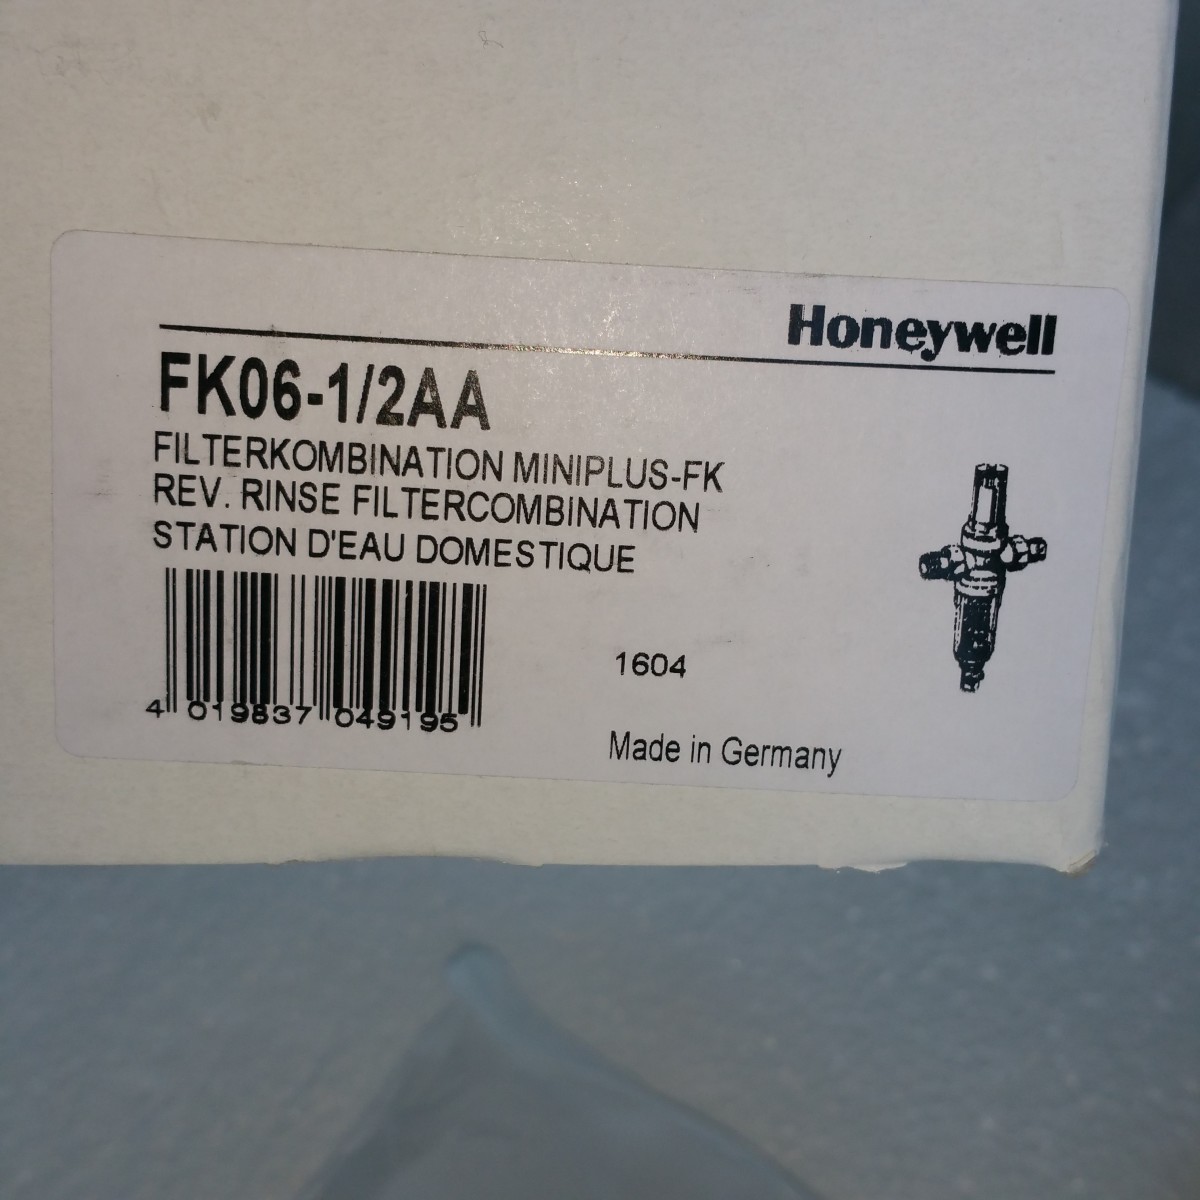 Honeywell
FK06-1/2AA
FILTERKOMBINATION MINIPLUS-FK
REV. RINSE FILTERCOMBINATION
STATION D'EAU DOMESTIQUE
1604
4 019837 049195
Made in Germany